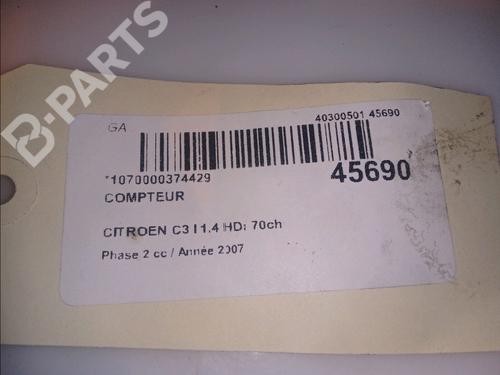 B-PARTS
GA
40300501 45690
*1070000374429
45690
COMPTEUR
CITROEN C3 I 1.4 HDi 70ch
Phase 2 cc / Année 2007